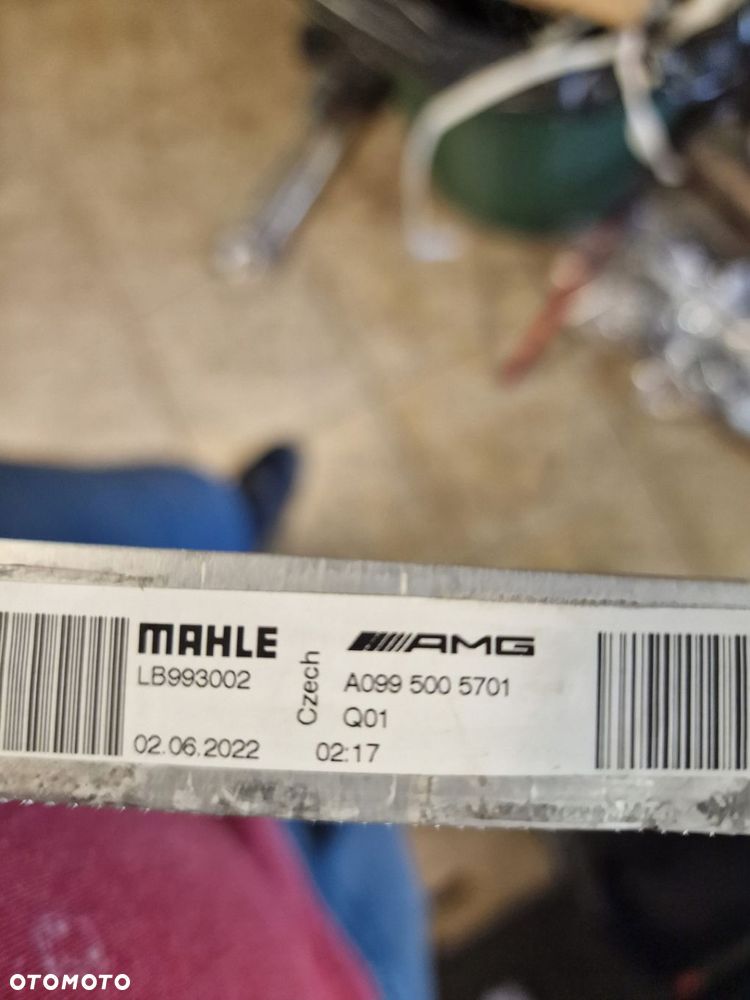 MAHLE
LB993002
02.06.2022
Czech
AMG
A099 500 5701
Q01
02:17
OTOMOTO